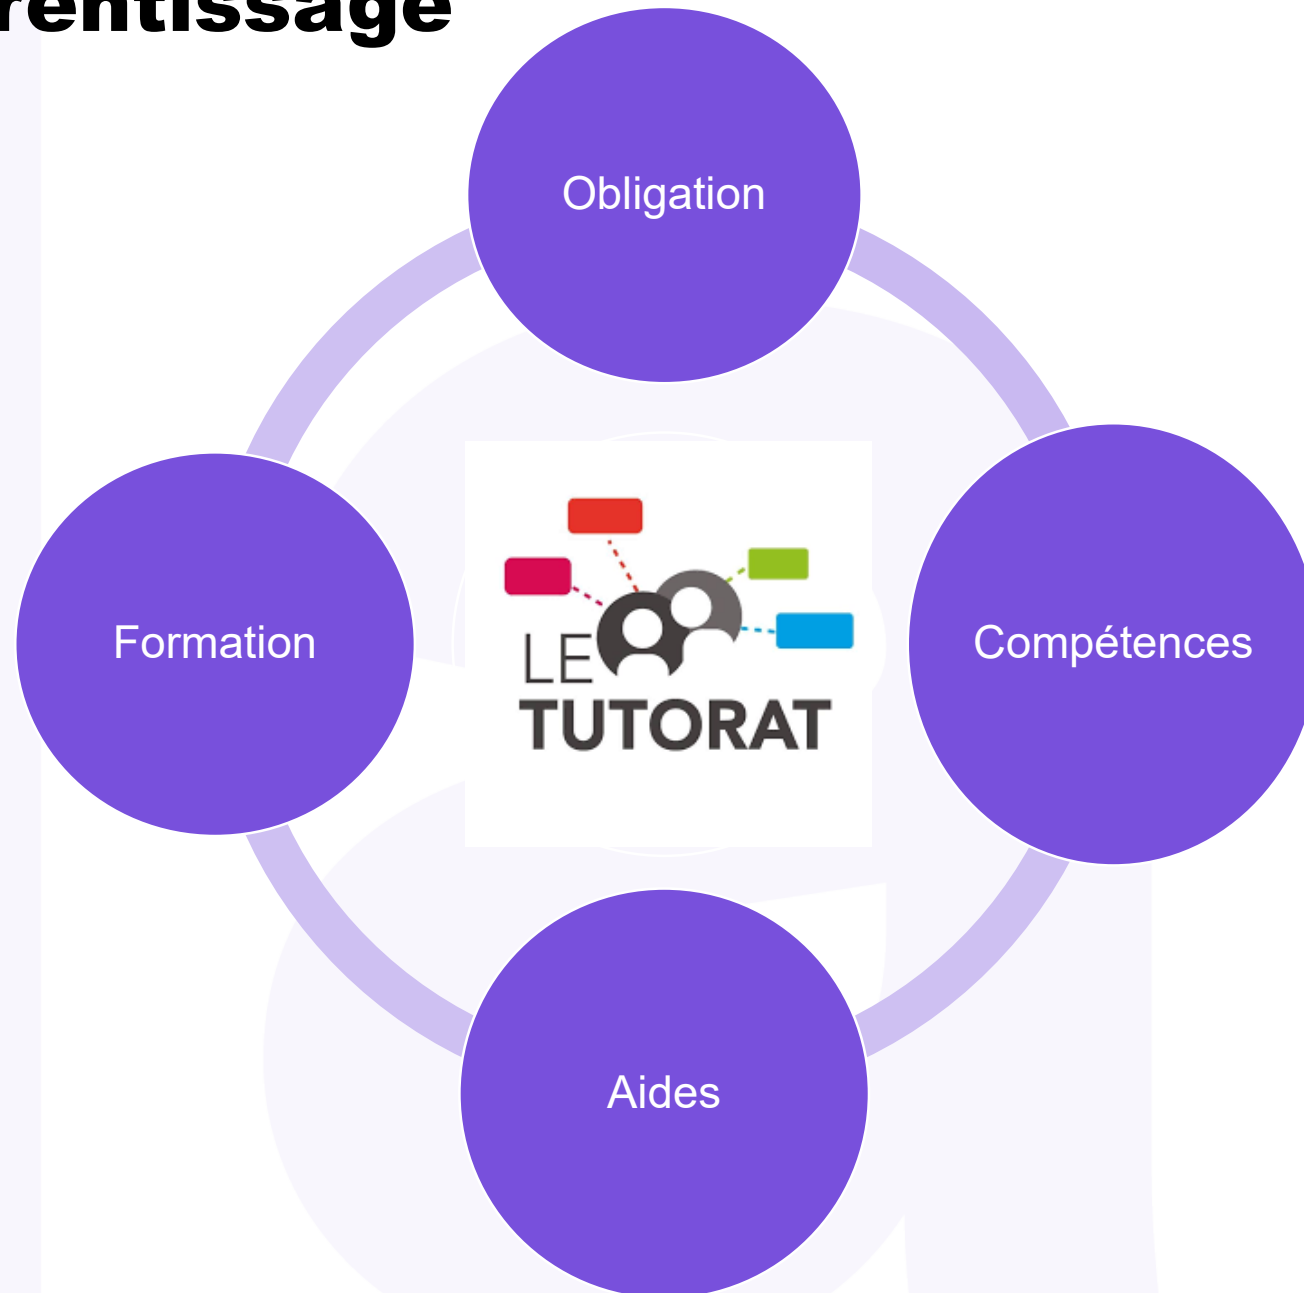 rentissage
Obligation
Formation
LE
TUTORAT
Compétences
Aides